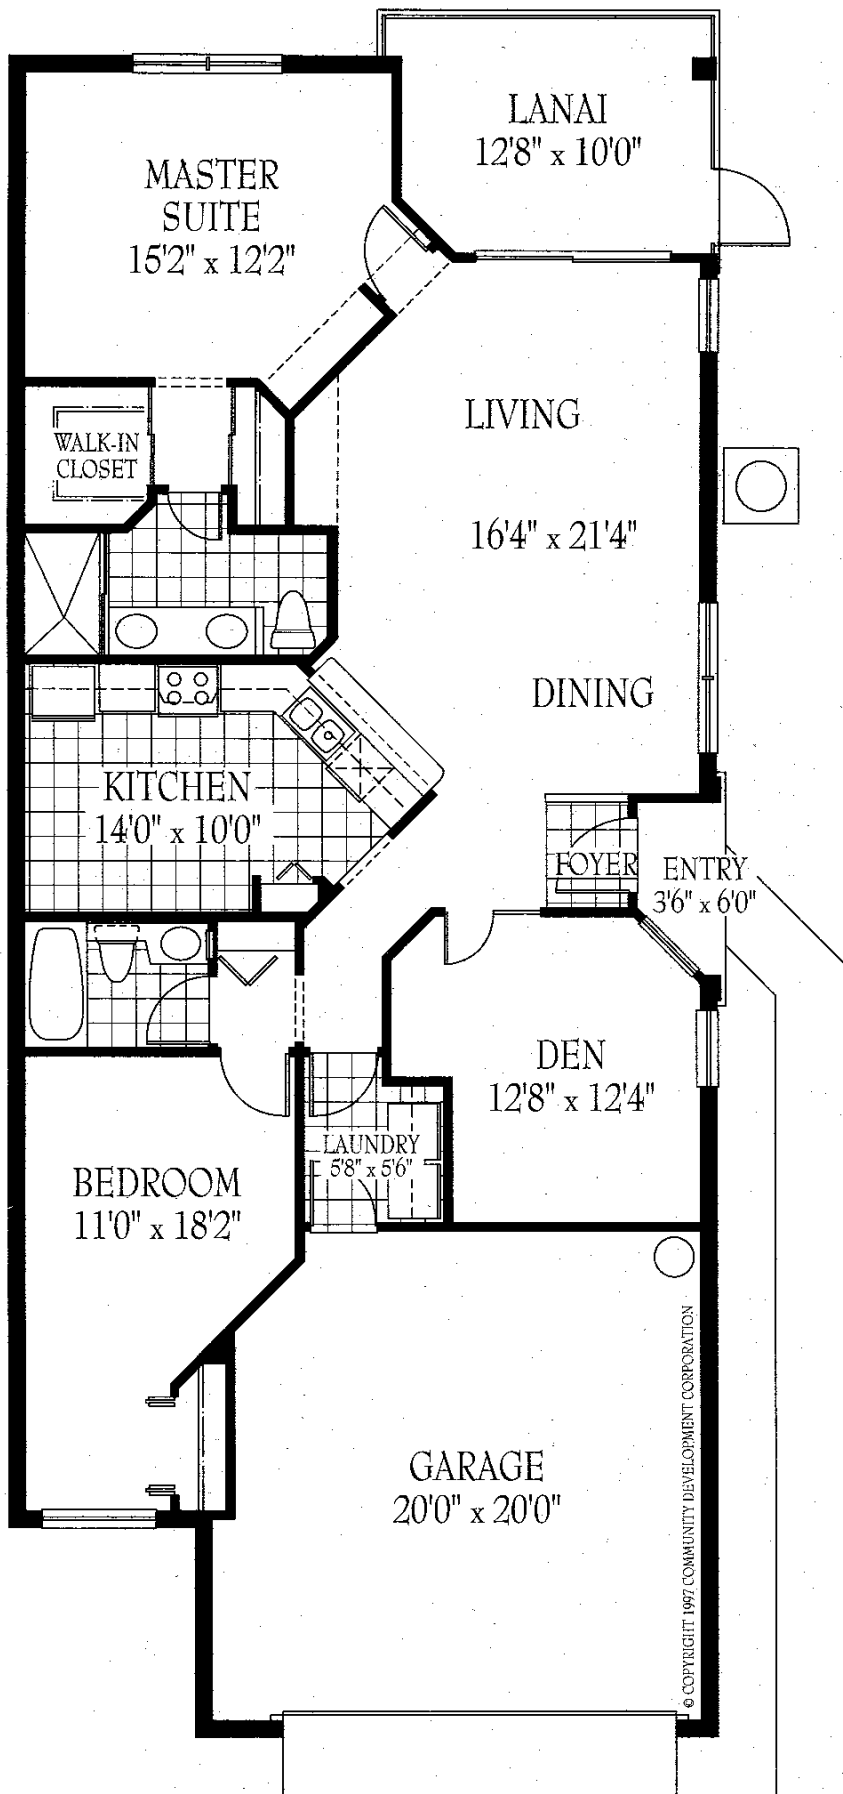 LANAI
12'8" x 10'0"
MASTER
SUITE
15'2" x 12'2"
LIVING
WALK-IN
CLOSET
16'4" x 21'4"
DINING
KITCHEN
14'0" x 10'0"
FOYER
ENTRY
3'6" x 6'0"
DEN
12'8" x 12'4"
LAUNDRY
5'8" x 5'6"
BEDROOM
11'0" x 18'2"
GARAGE
20'0" x 20'0"
© COPYRIGHT 1997 COMMUNITY DEVELOPMENT CORPORATION